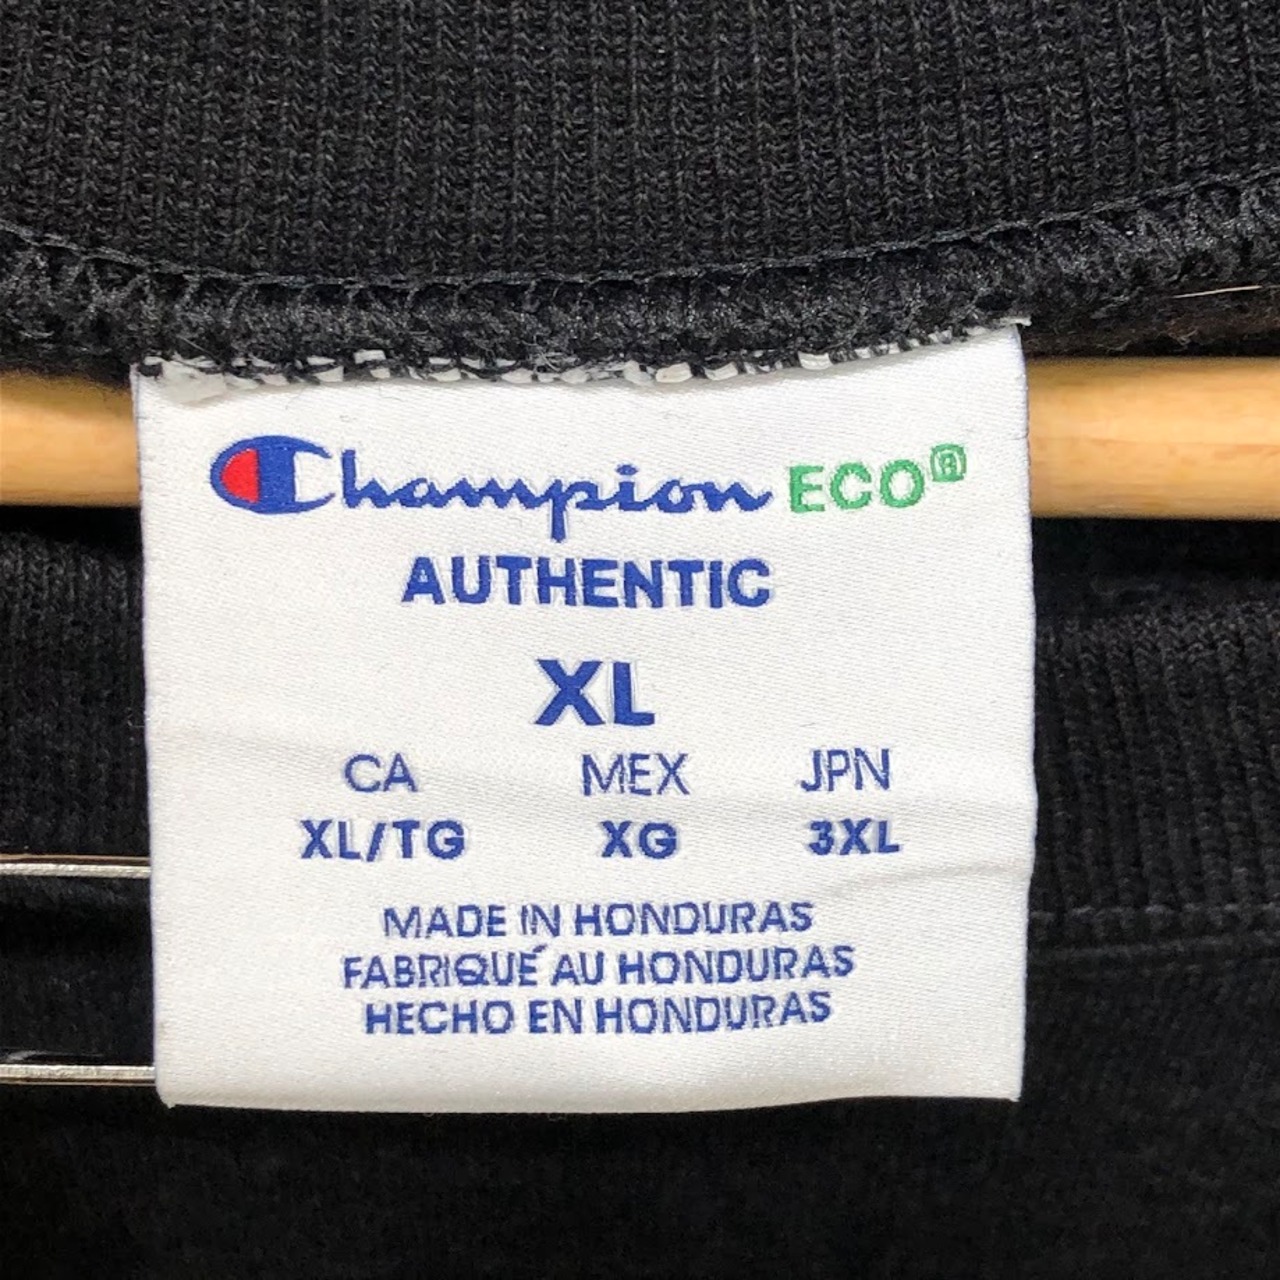 Champion ECO®
AUTHENTIC
XL
CA MEX JPN
XL/TG XG 3XL
MADE IN HONDURAS
FABRIQUÉ AU HONDURAS
HECHO EN HONDURAS